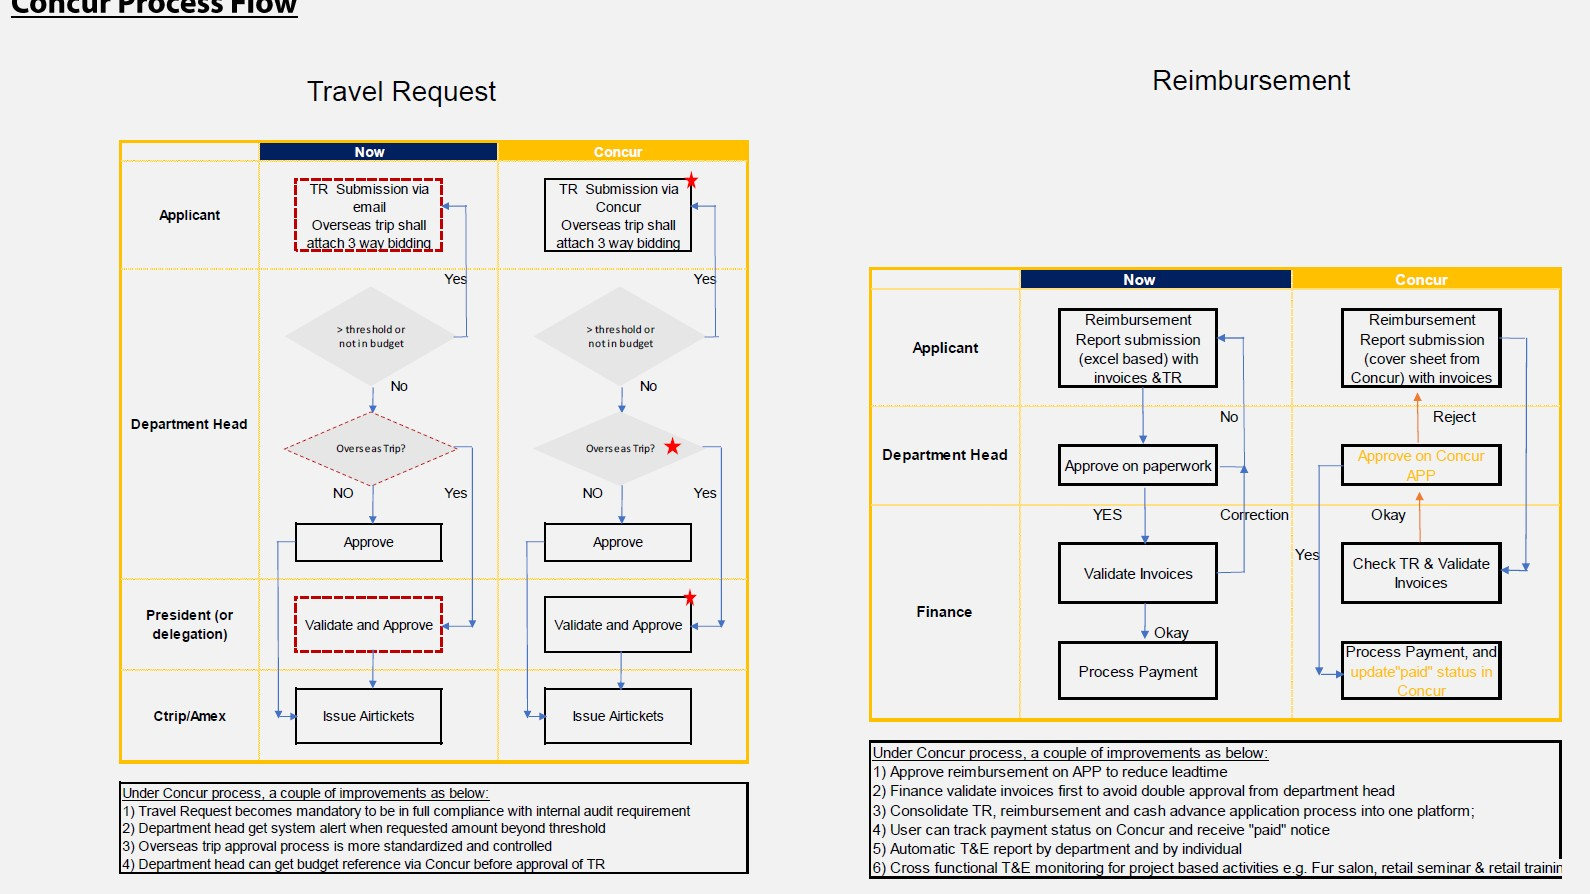 Concur Process Flow
Travel Request
Now
Concur
Applicant
TR Submission via
email
Overseas trip shall
attach 3 way bidding
TR Submission via
Concur
Overseas trip shall
attach 3 way bidding
Yes
Yes
Department Head
> threshold or
not in budget
> threshold or
not in budget
No
No
Overseas Trip?
Overseas Trip?
NO
Yes
NO
Yes
Approve
Approve
President (or
delegation)
Validate and Approve
Validate and Approve
Ctrip/Amex
Issue Airtickets
Issue Airtickets
Under Concur process, a couple of improvements as below:
1) Travel Request becomes mandatory to be in full compliance with internal audit requirement
2) Department head get system alert when requested amount beyond threshold
3) Overseas trip approval process is more standardized and controlled
4) Department head can get budget reference via Concur before approval of TR
Reimbursement
Now
Concur
Applicant
Reimbursement
Report submission
(excel based) with
invoices &TR
Reimbursement
Report submission
(cover sheet from
Concur) with invoices
No
Reject
Department Head
Approve on paperwork
Approve on Concur
APP
YES
Correction
Okay
Yes
Finance
Validate Invoices
Check TR & Validate
Invoices
Okay
Process Payment
Process Payment, and
update"paid" status in
Concur
Under Concur process, a couple of improvements as below:
1) Approve reimbursement on APP to reduce leadtime
2) Finance validate invoices first to avoid double approval from department head
3) Consolidate TR, reimbursement and cash advance application process into one platform;
4) User can track payment status on Concur and receive "paid" notice
5) Automatic T&E report by department and by individual
6) Cross functional T&E monitoring for project based activities e.g. Fur salon, retail seminar & retail trainin